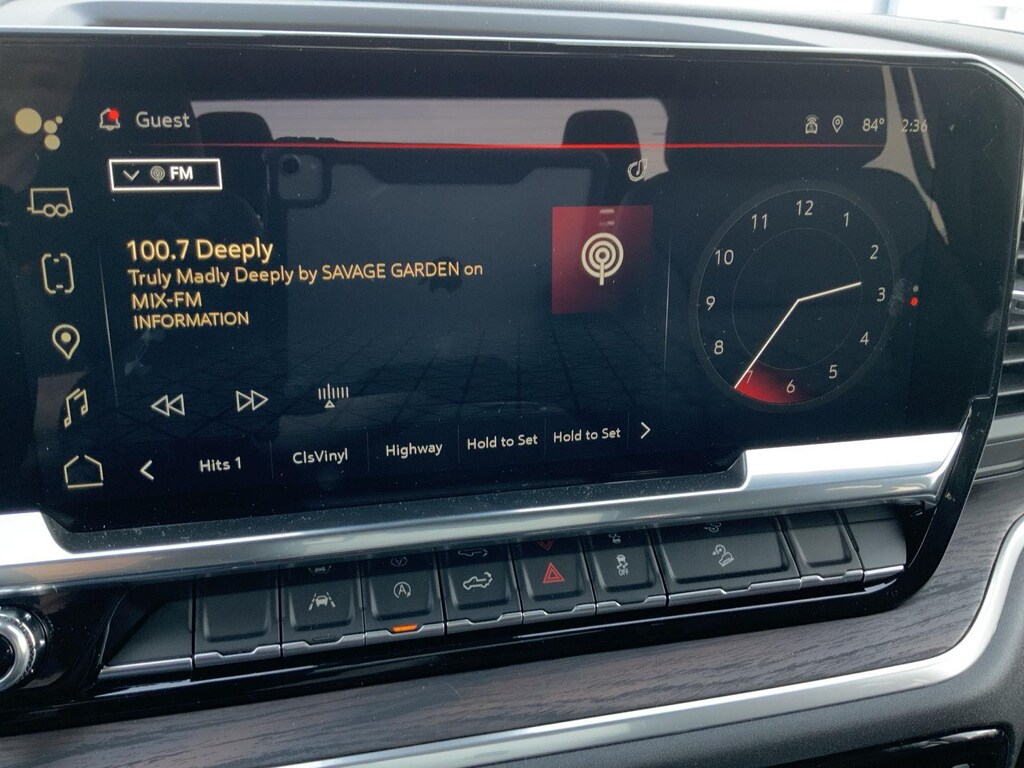 Guest
84° 2:36
FM
100.7 Deeply
Truly Madly Deeply by SAVAGE GARDEN on
MIX-FM
INFORMATION
12
11 1
10 2
9 3
8 4
7 6 5
Hits 1 ClsVinyl Highway Hold to Set Hold to Set
A
OFF